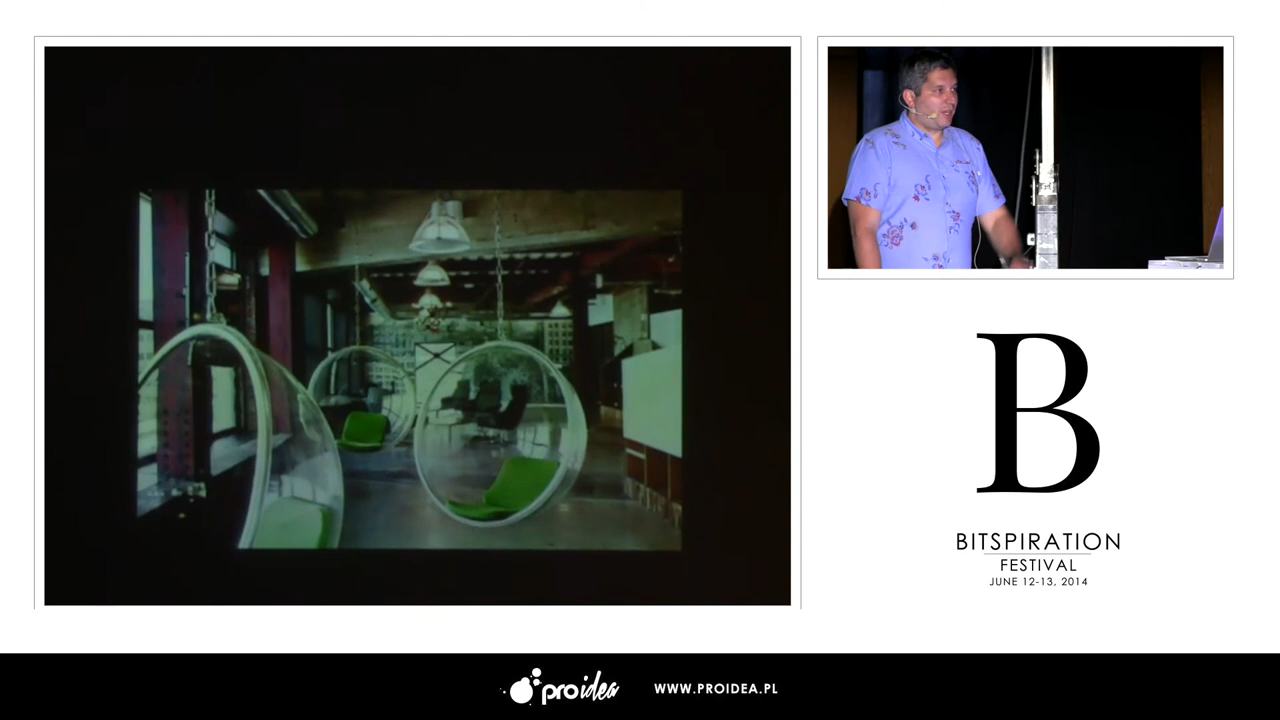 B
BITSPIRATION
FESTIVAL
JUNE 12-13, 2014
proidea
WWW.PROIDEA.PL